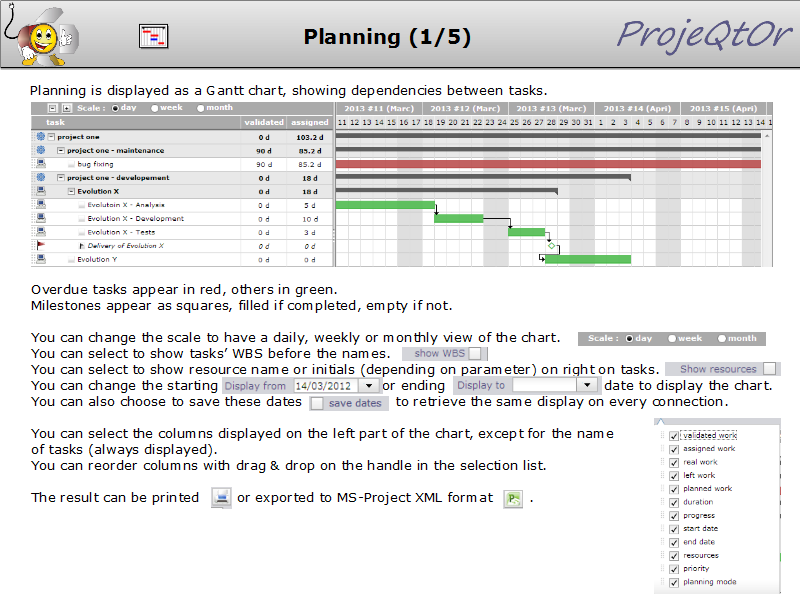 Planning (1/5)
ProjeQtOr
Planning is displayed as a Gantt chart, showing dependencies between tasks.
Scale : day week month 2013 #11 (Marc) 2013 #12 (Marc) 2013 #13 (Marc) 2013 #14 (Apri) 2013 #15 (Apri)
task validated assigned 11 12 13 14 15 16 17 18 19 20 21 22 23 24 25 26 27 28 29 30 31 1 2 3 4 5 6 7 8 9 10 11 12 13 14 1
project one 0 d 103.2 d
project one - maintenance 90 d 85.2 d
bug fixing 90 d 85.2 d
project one - developement 0 d 18 d
Evolution X 0 d 18 d
Evolutoin X - Analysis 0 d 5 d
Evolution X - Development 0 d 10 d
Evolution X - Tests 0 d 3 d
Delivery of Evolution X 0 d 0 d
Evolution Y 0 d 0 d
Overdue tasks appear in red, others in green.
Milestones appear as squares, filled if completed, empty if not.
You can change the scale to have a daily, weekly or monthly view of the chart. Scale : day week month
You can select to show tasks’ WBS before the names. show WBS
You can select to show resource name or initials (depending on parameter) on right on tasks. Show resources
You can change the starting Display from 14/03/2012 or ending Display to date to display the chart.
You can also choose to save these dates save dates to retrieve the same display on every connection.
You can select the columns displayed on the left part of the chart, except for the name
of tasks (always displayed).
You can reorder columns with drag & drop on the handle in the selection list.
The result can be printed or exported to MS-Project XML format .
validated work
assigned work
real work
left work
planned work
duration
progress
start date
end date
resources
priority
planning mode